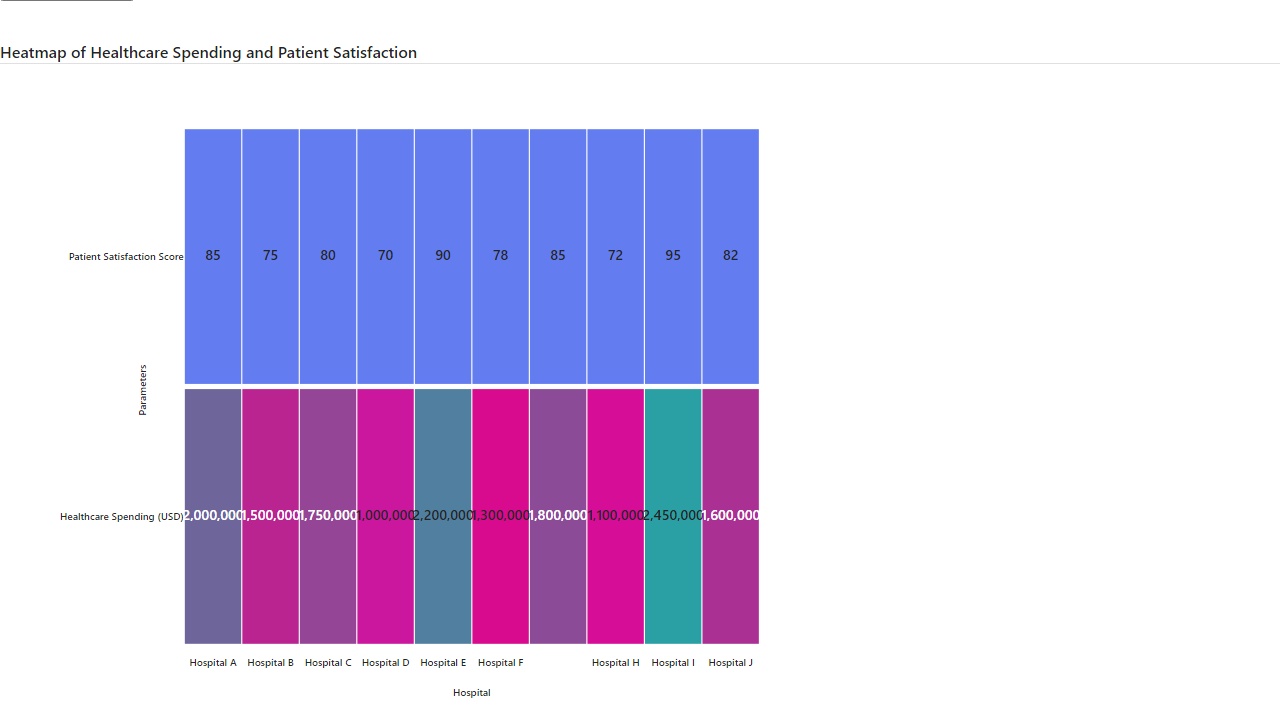 Heatmap of Healthcare Spending and Patient Satisfaction
Patient Satisfaction Score 85 75 80 70 90 78 85 72 95 82
Parameters
Healthcare Spending (USD) 2,000,000 1,500,000 1,750,000 1,000,000 2,200,000 1,300,000 1,800,000 1,100,000 2,450,000 1,600,000
Hospital A Hospital B Hospital C Hospital D Hospital E Hospital F Hospital H Hospital I Hospital J
Hospital